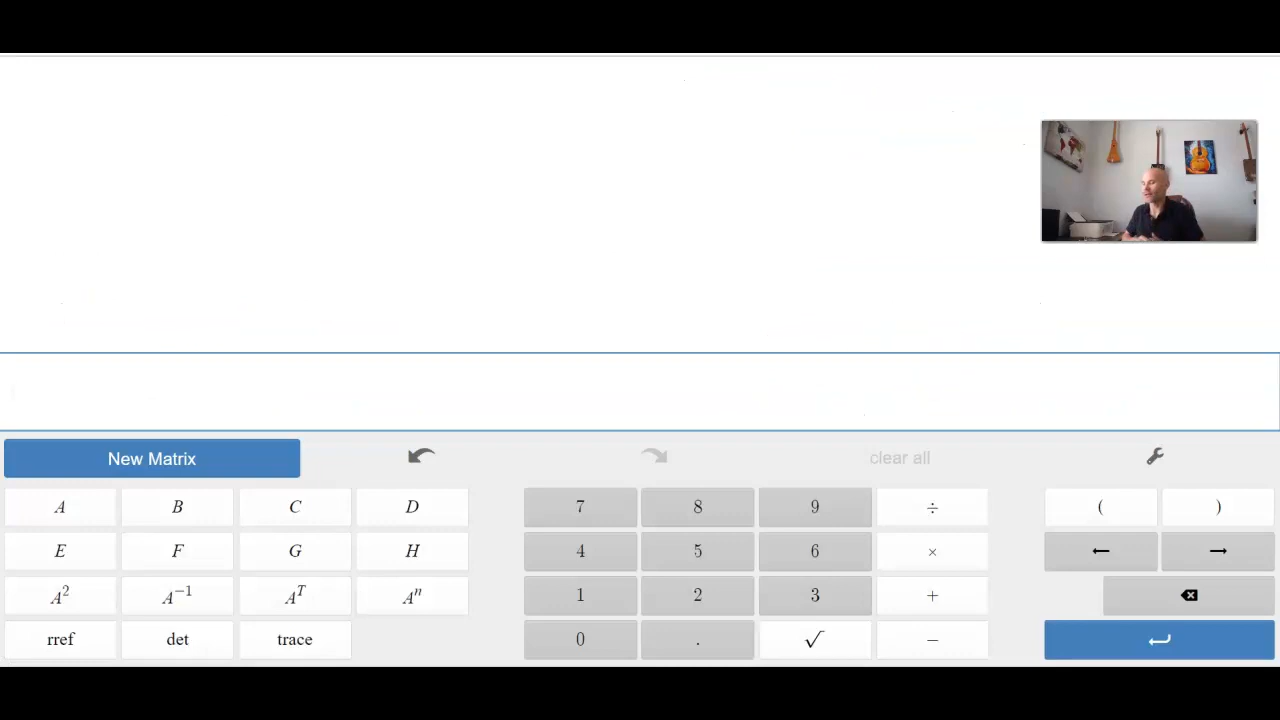 New Matrix clear all
A B C D 7 8 9 ÷ ( )
E F G H 4 5 6 × ← →
A² A⁻¹ Aᵀ Aⁿ 1 2 3 +
rref det trace 0 . √ −